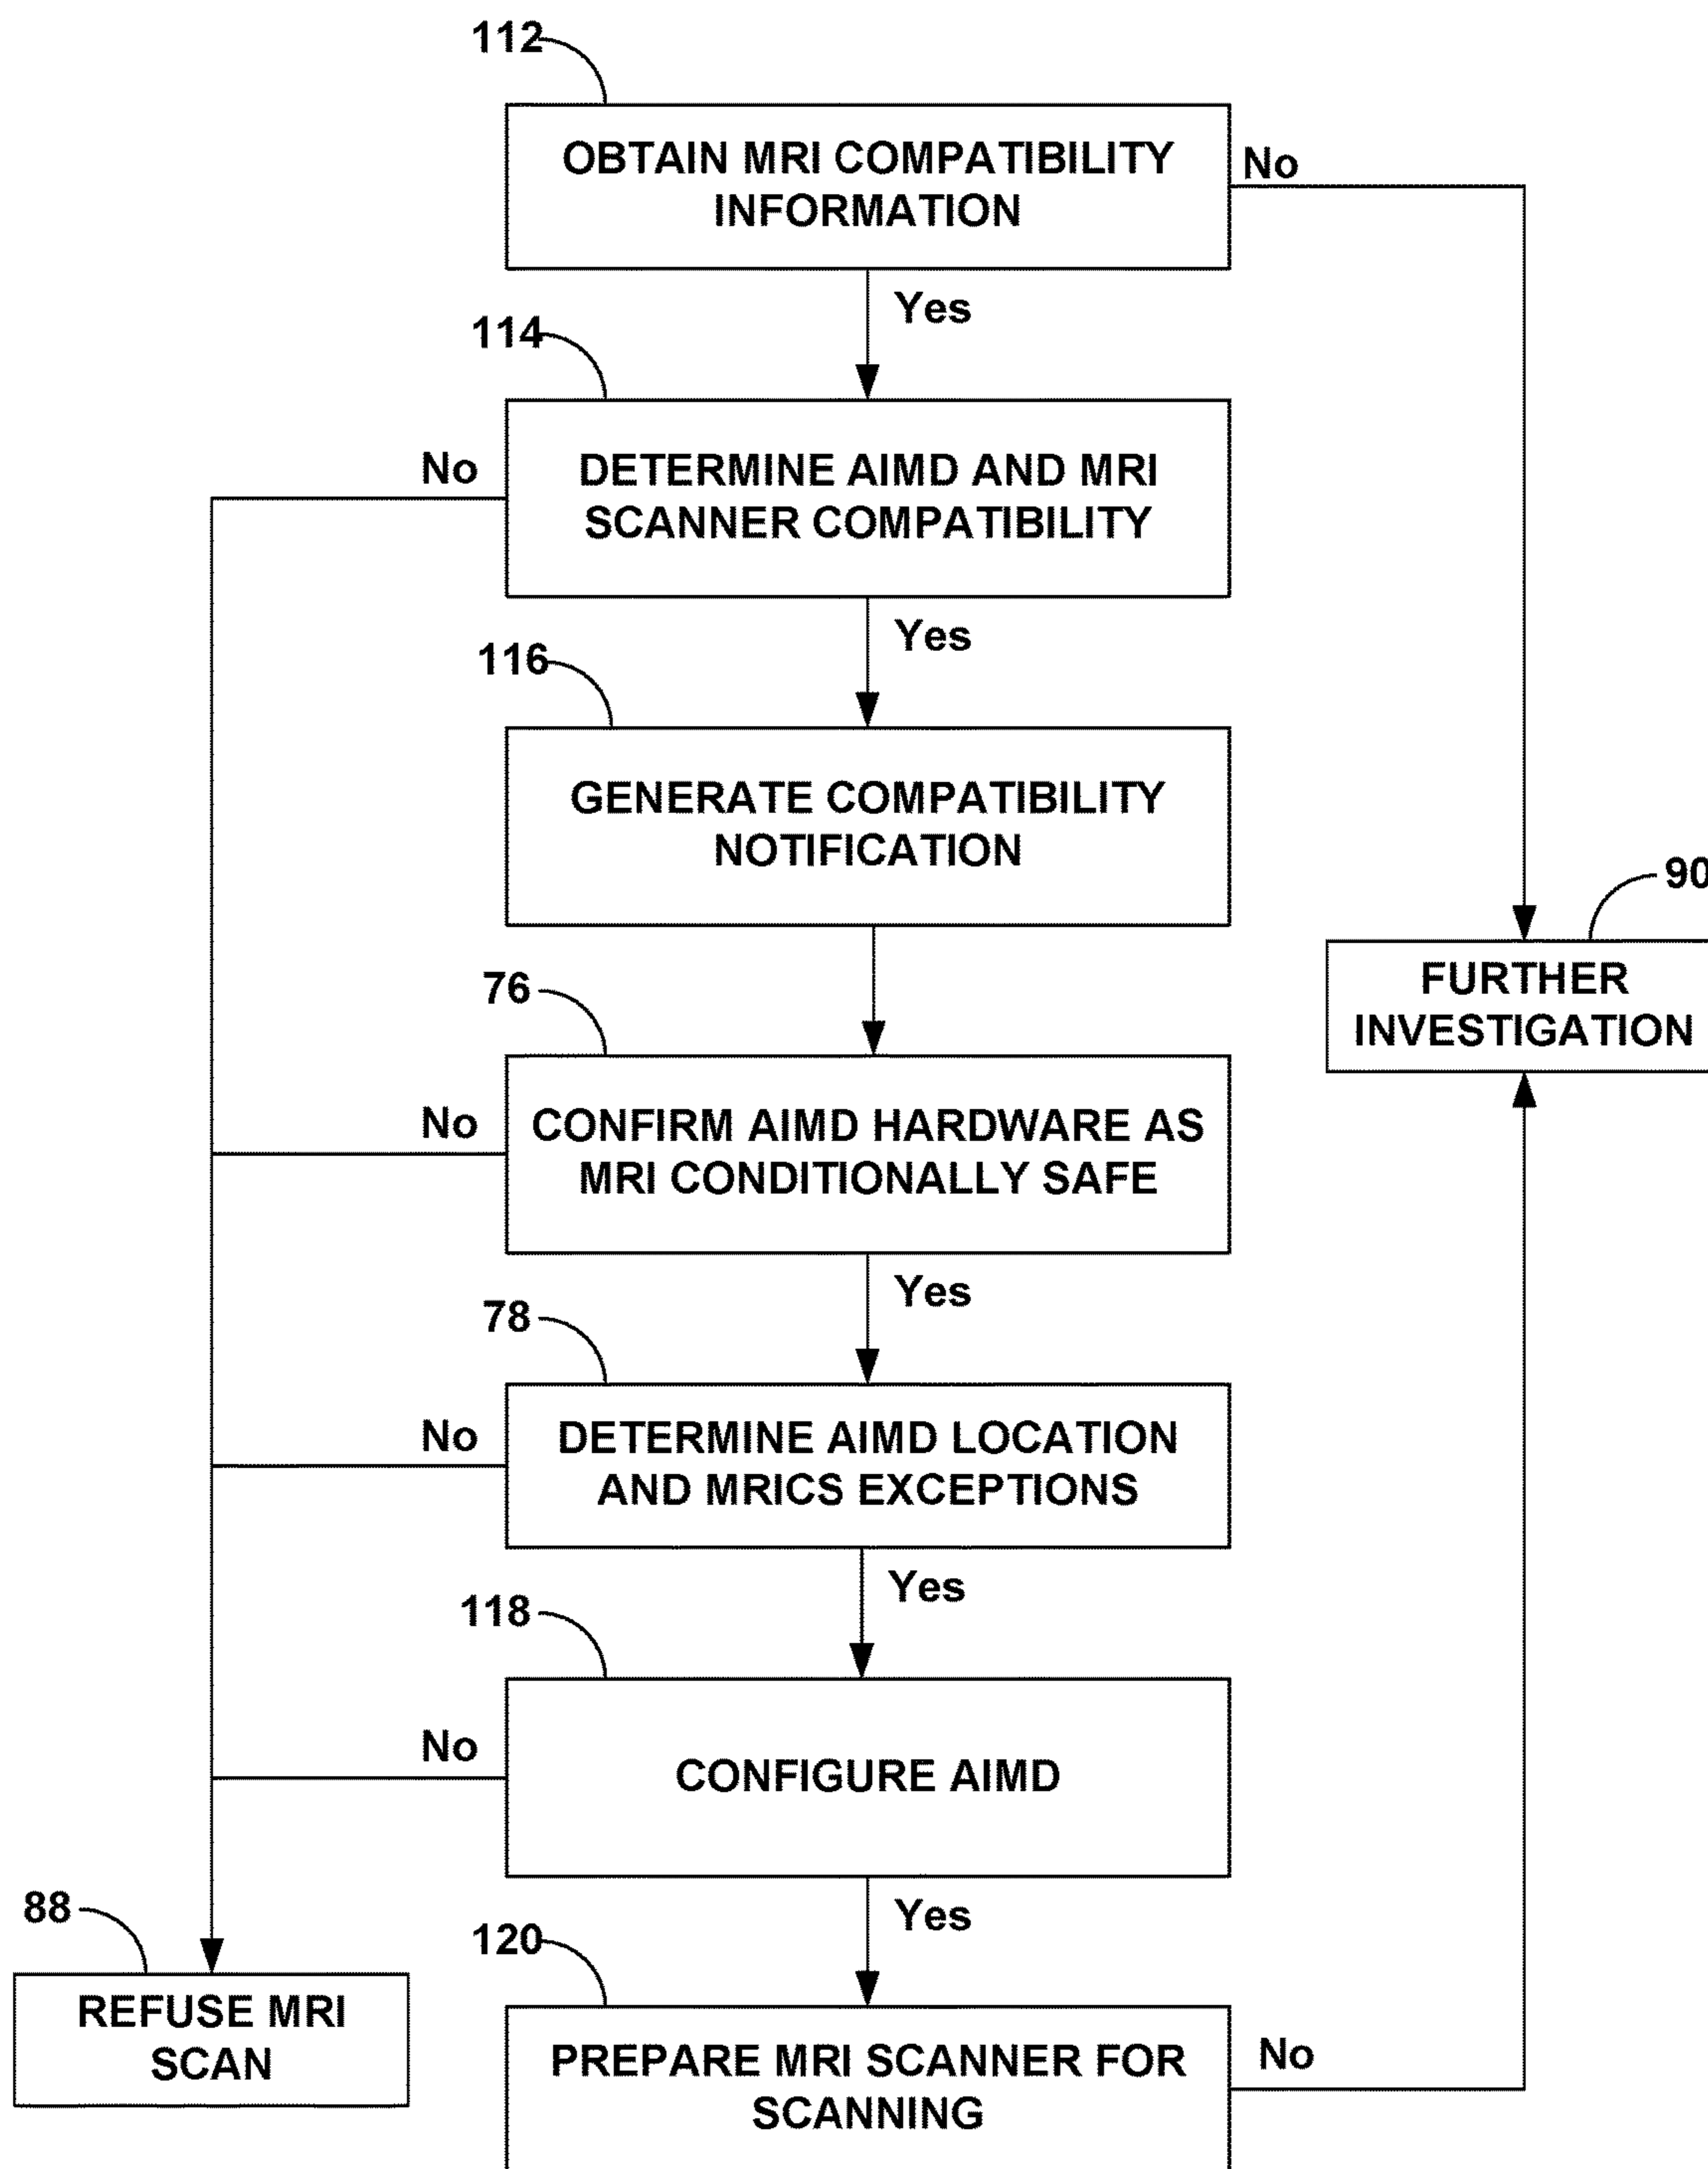 112
OBTAIN MRI COMPATIBILITY
INFORMATION
No
Yes
114
No
DETERMINE AIMD AND MRI
SCANNER COMPATIBILITY
Yes
116
GENERATE COMPATIBILITY
NOTIFICATION
90
FURTHER
INVESTIGATION
76
No
CONFIRM AIMD HARDWARE AS
MRI CONDITIONALLY SAFE
Yes
78
No
DETERMINE AIMD LOCATION
AND MRICS EXCEPTIONS
Yes
118
No
CONFIGURE AIMD
Yes
88
REFUSE MRI
SCAN
120
PREPARE MRI SCANNER FOR
SCANNING
No